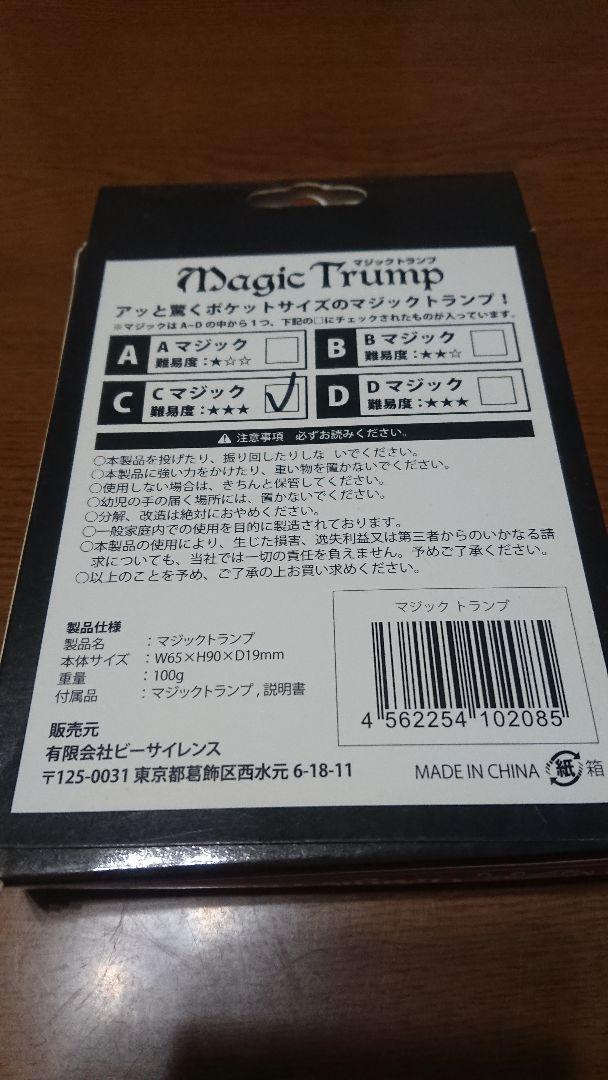 マジックトランプ
Magic Trump
アッと驚くポケットサイズのマジックトランプ!
※マジックはA~Dの中から1つ、下記の□にチェックされたものが入っています。
A Aマジック
難易度:★☆☆
B Bマジック
難易度:★★☆
C Cマジック
難易度:★★★
D Dマジック
難易度:★★★
注意事項 必ずお読みください。
○本製品を投げたり、振り回したりしな いでください。
○本製品に強い力をかけたり、重い物を置かないでください。
○使用しない場合は、きちんと保管してください。
○幼児の手の届く場所には、置かないでください。
○分解、改造は絶対におやめください。
○一般家庭内での使用を目的に製造されております。
○本製品の使用により、生じた損害、逸失利益又は第三者からのいかなる請
求についても、当社では一切の責任を負えません。予めご了承ください。
○以上のことを予め、ご了承の上お買い求めください。
製品仕様
製品名 :マジックトランプ
本体サイズ :W65×H90×D19mm
重量 :100g
付属品 :マジックトランプ,説明書
販売元
有限会社ビーサイレンス
〒125-0031 東京都葛飾区西水元 6-18-11
マジック トランプ
4 562254 102085
MADE IN CHINA 紙 箱